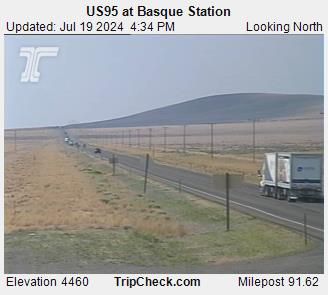 US95 at Basque Station
Updated: Jul 19 2024 4:34 PM Looking North
Elevation 4460 TripCheck.com Milepost 91.62